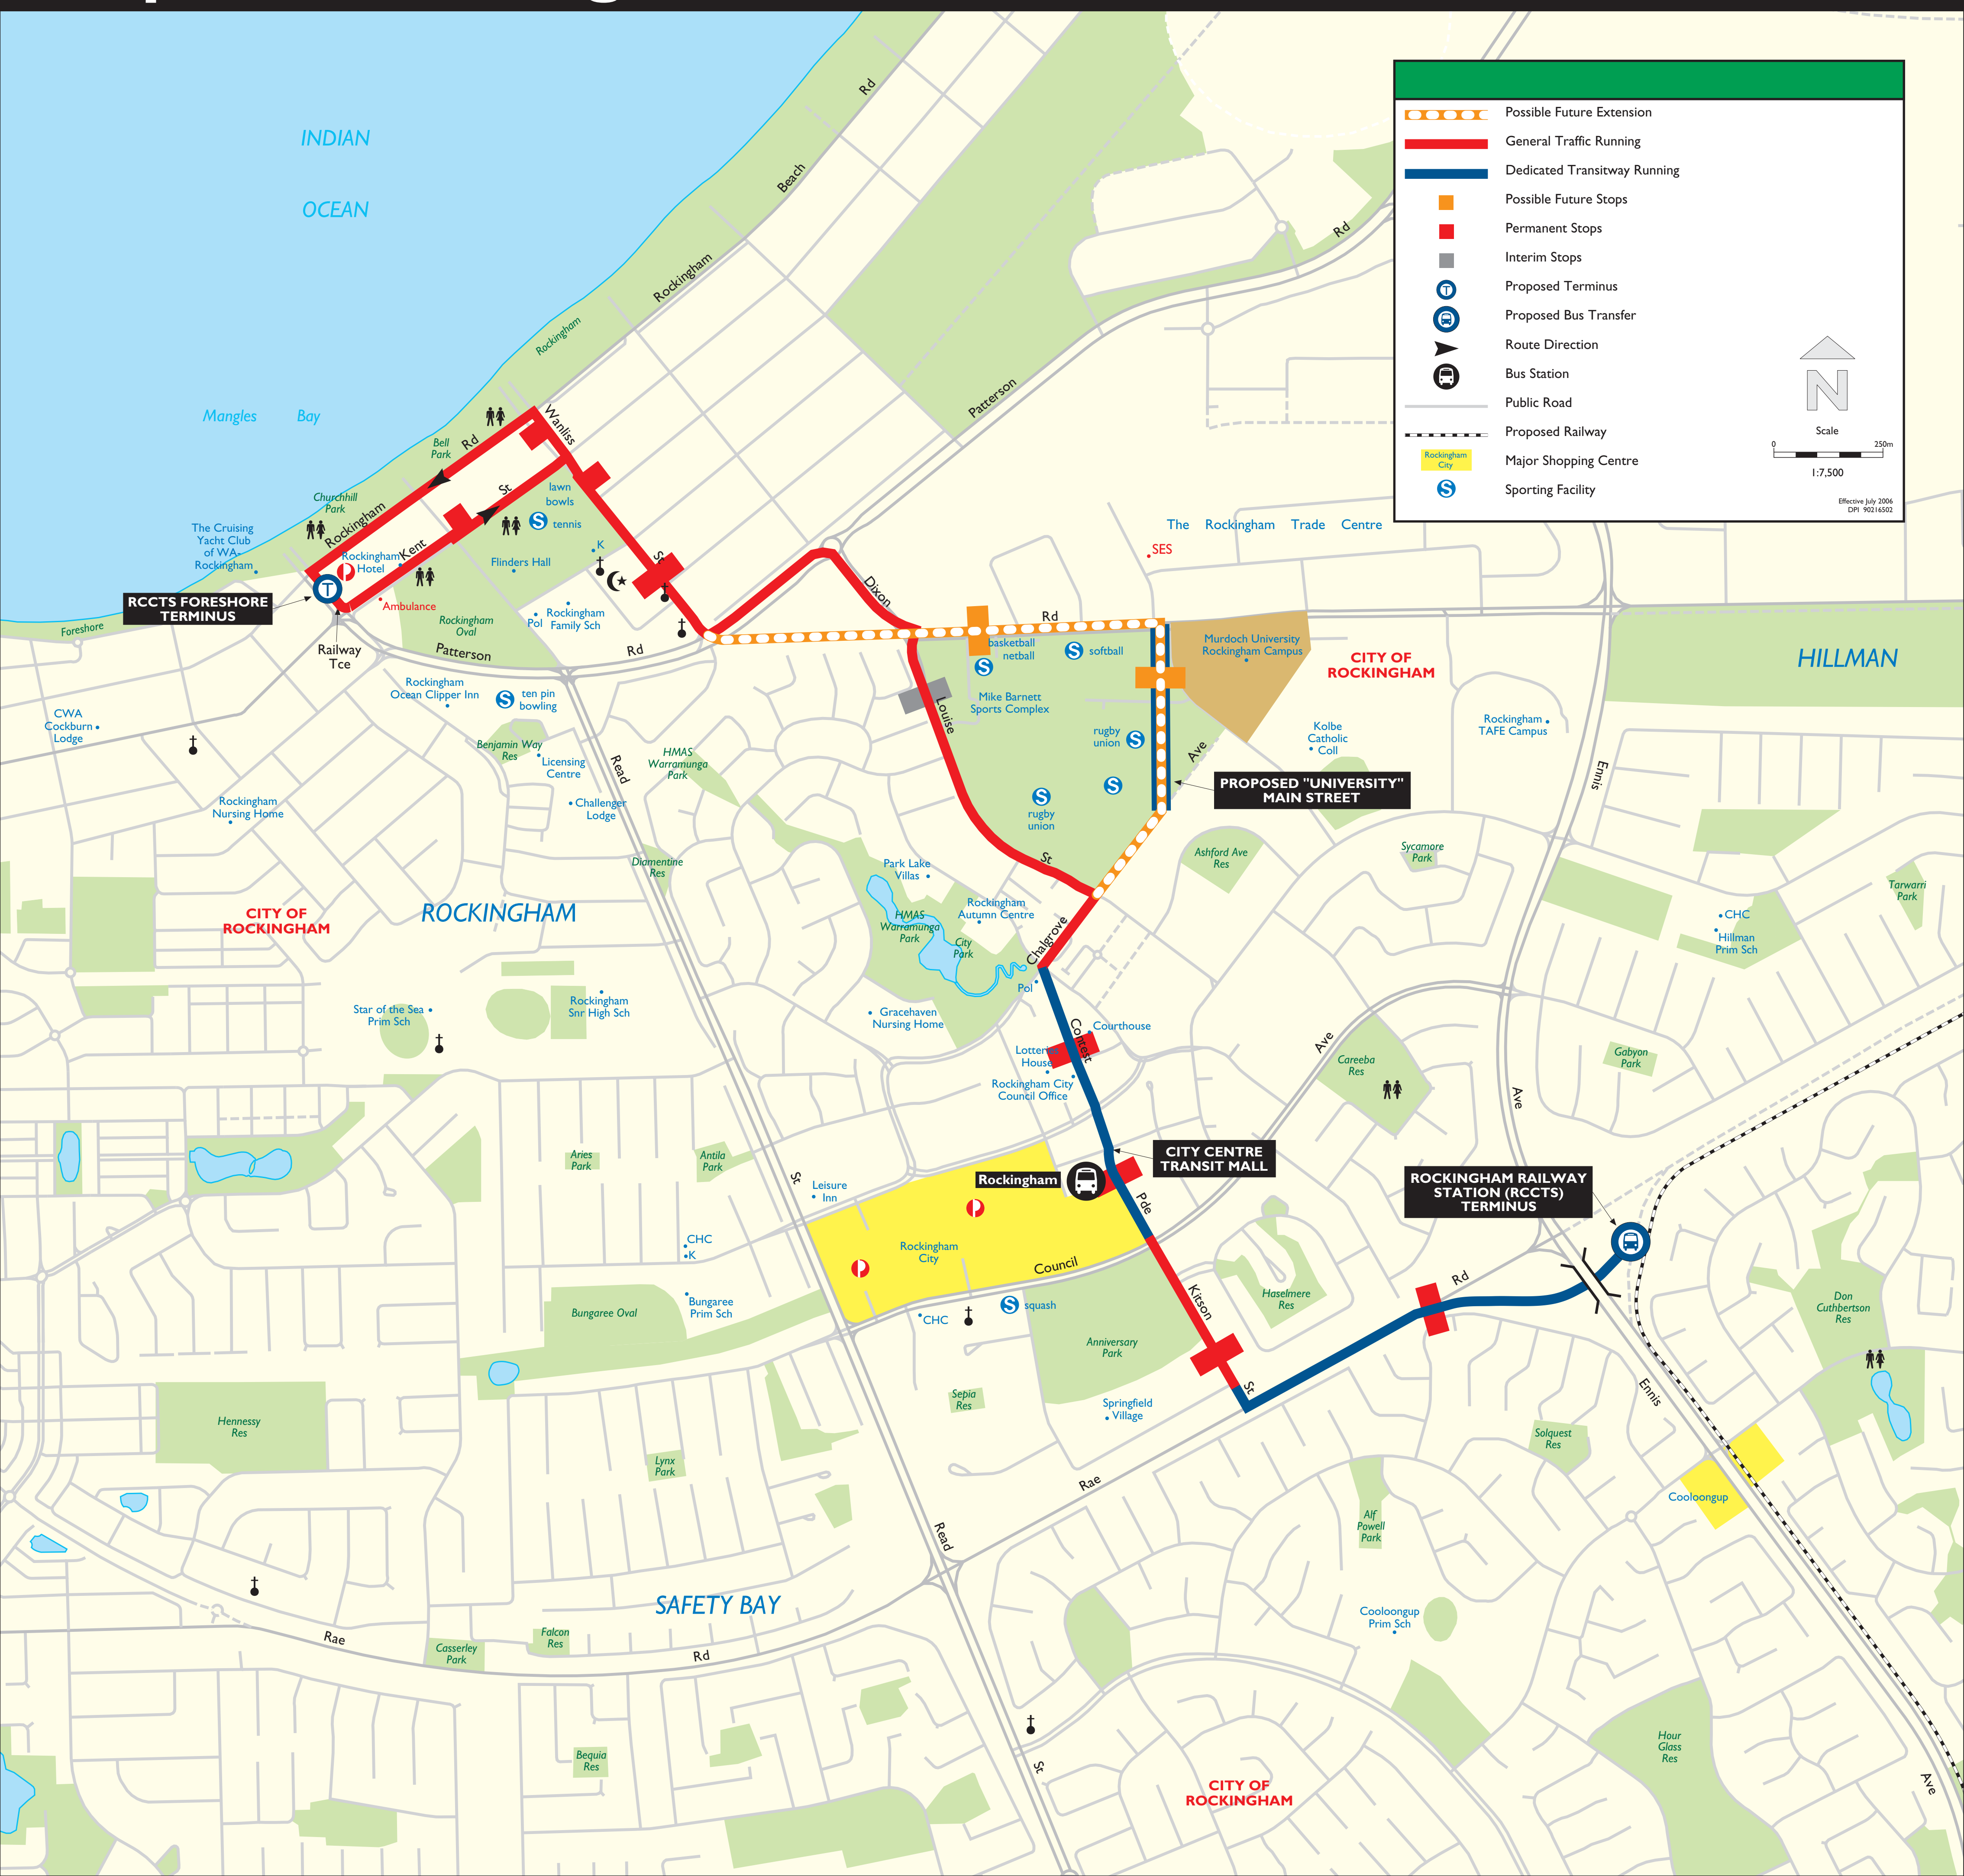 INDIAN
OCEAN
Mangles Bay
Rd
Beach
Rockingham
Rockingham
Rd
Patterson
Possible Future Extension
General Traffic Running
Dedicated Transitway Running
Possible Future Stops
Permanent Stops
Interim Stops
T
Proposed Terminus
Proposed Bus Transfer
Route Direction
Bus Station
Public Road
Proposed Railway
Rockingham
City
Major Shopping Centre
S
Sporting Facility
N
Scale
0 250m
1:7,500
Effective July 2006
DPI 90216502
Wanliss
Rd
Bell
Park
Churchhill
Park
Rockingham
The Cruising
Yacht Club
of WA-
Rockingham
Rockingham
Hotel
Kent
St
lawn
bowls
S
tennis
K
Flinders Hall
St
RCCTS FORESHORE
TERMINUS
T
Ambulance
Rockingham
Oval
Pol
Rockingham
Family Sch
Foreshore
Railway
Tce
Patterson
Rd
Dixon
Rd
The Rockingham Trade Centre
SES
basketball
netball
S
S
softball
Murdoch University
Rockingham Campus
CITY OF
ROCKINGHAM
HILLMAN
Rockingham
Ocean Clipper Inn
S
ten pin
bowling
CWA
Cockburn
Lodge
Mike Barnett
Sports Complex
Louise
rugby
union
S
Ave
Kolbe
Catholic
Coll
Rockingham
TAFE Campus
Benjamin Way
Res
Licensing
Centre
Read
HMAS
Warramunga
Park
Ennis
PROPOSED "UNIVERSITY"
MAIN STREET
S
S
rugby
union
Rockingham
Nursing Home
Challenger
Lodge
Diamentine
Res
Park Lake
Villas
St
Ashford Ave
Res
Sycamore
Park
Tarwarri
Park
CITY OF
ROCKINGHAM
ROCKINGHAM
HMAS
Warramunga
Park
Rockingham
Autumn Centre
City
Park
Chalgrove
CHC
Hillman
Prim Sch
Pol
Star of the Sea
Prim Sch
Rockingham
Snr High Sch
Gracehaven
Nursing Home
Contest
Courthouse
Lotteri
House
Rockingham City
Council Office
Ave
Careeba
Res
Gabyon
Park
Ave
Aries
Park
Antila
Park
St
Leisure
Inn
Rockingham
CITY CENTRE
TRANSIT MALL
Pde
ROCKINGHAM RAILWAY
STATION (RCCTS)
TERMINUS
CHC
K
Rockingham
City
Council
Kitson
Haselmere
Res
Rd
Bungaree
Prim Sch
Bungaree Oval
CHC
S
squash
Anniversary
Park
Don
Cuthbertson
Res
Hennessy
Res
Sepia
Res
Springfield
Village
St
Ennis
Solquest
Res
Lynx
Park
Rae
Cooloongup
Read
Alf
Powell
Park
SAFETY BAY
Cooloongup
Prim Sch
Rae
Casserley
Park
Falcon
Res
Rd
Bequia
Res
St
CITY OF
ROCKINGHAM
Hour
Glass
Res
Ave